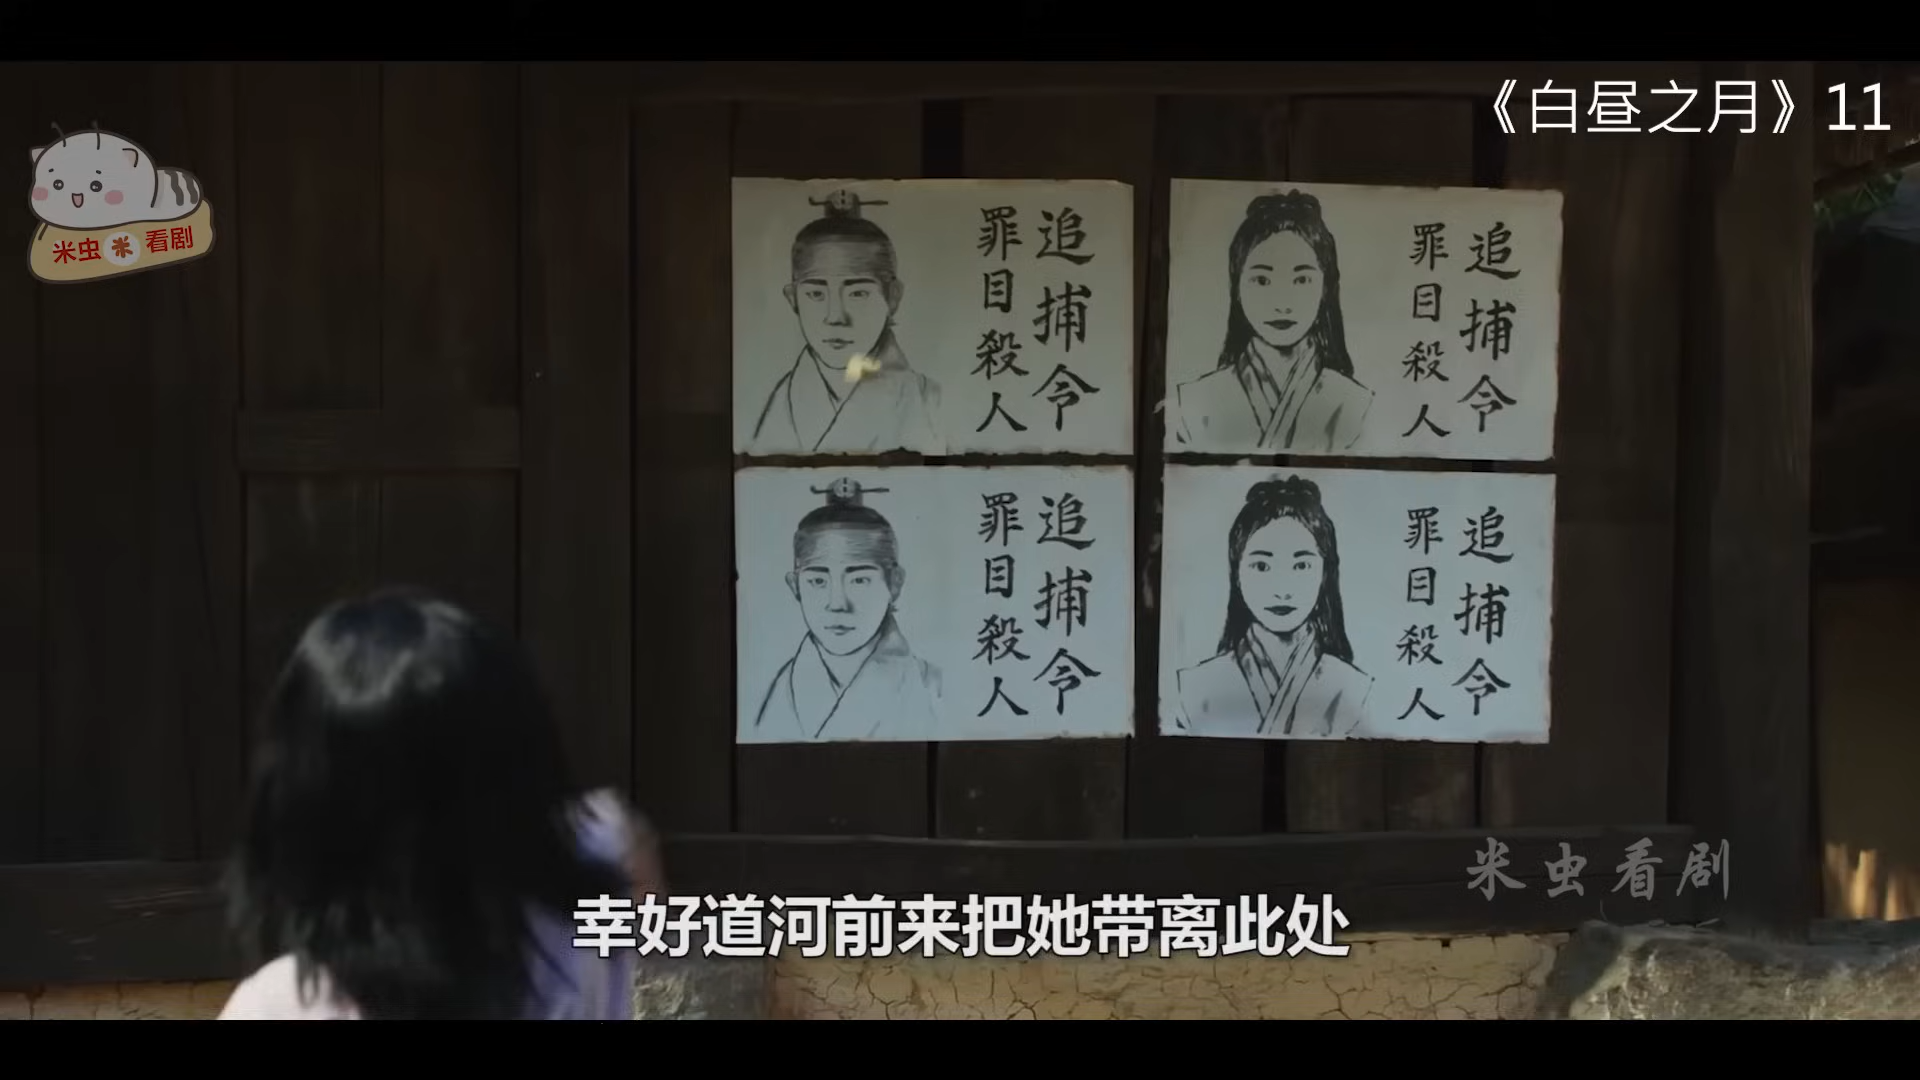 《白昼之月》11
米虫 米 看剧
追捕令
罪目殺人
追捕令
罪目殺人
追捕令
罪目殺人
追捕令
罪目殺人
米虫看剧
幸好道河前来把她带离此处